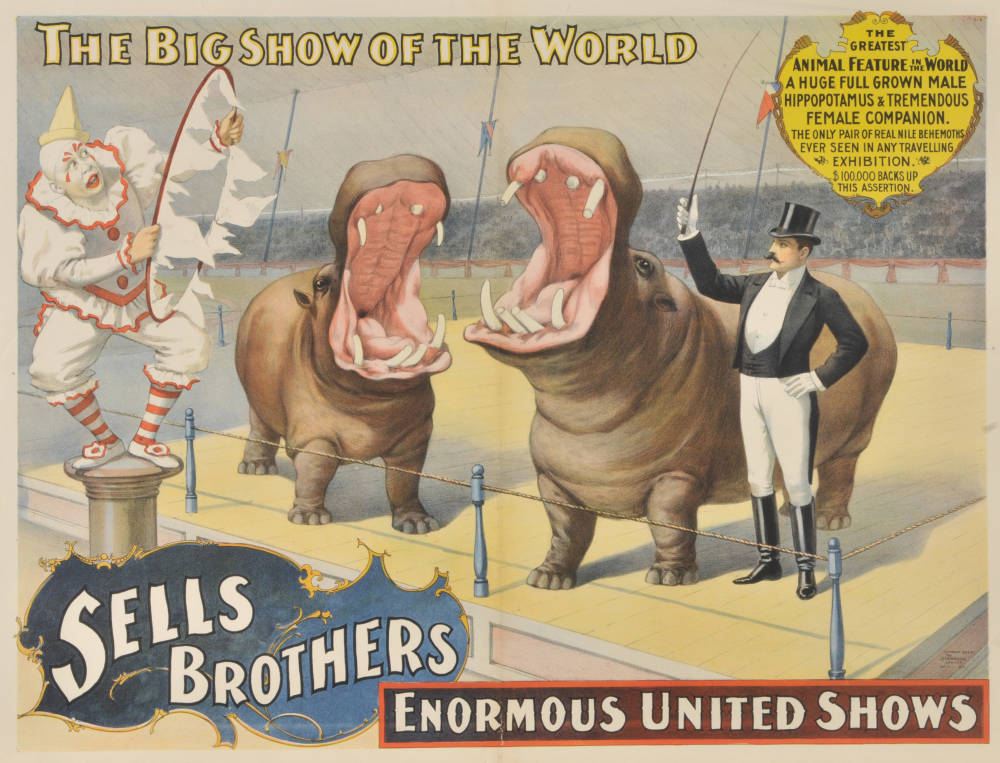 THE BIG SHOW OF THE WORLD
THE
GREATEST
ANIMAL FEATURE IN THE WORLD
A HUGE FULL GROWN MALE
HIPPOPOTAMUS & TREMENDOUS
FEMALE COMPANION.
THE ONLY PAIR OF REAL NILE BEHEMOTHS
EVER SEEN IN ANY TRAVELLING
EXHIBITION.
$100,000 BACKS UP
THIS ASSERTION.
SELLS
BROTHERS
ENORMOUS UNITED SHOWS